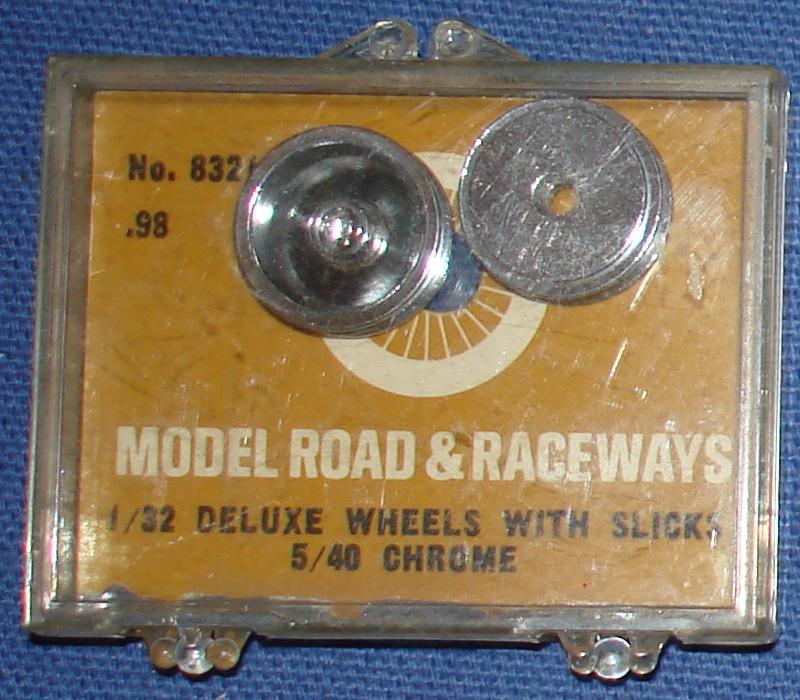 No. 832
.98
MODEL ROAD & RACEWAYS
1/32 DELUXE WHEELS WITH SLICKS
5/40 CHROME